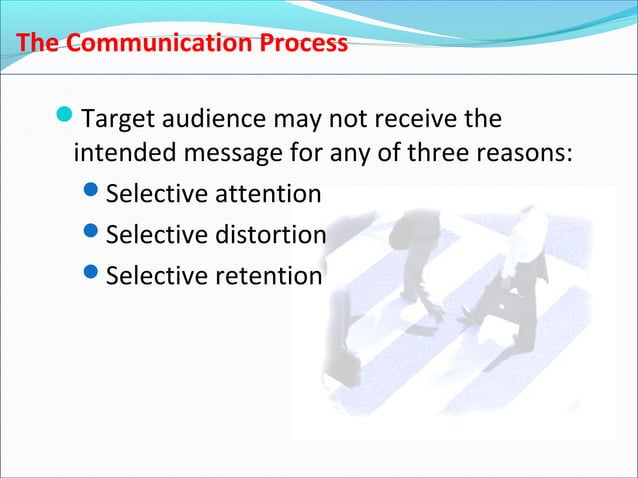 The Communication Process
Target audience may not receive the
intended message for any of three reasons:
Selective attention
Selective distortion
Selective retention